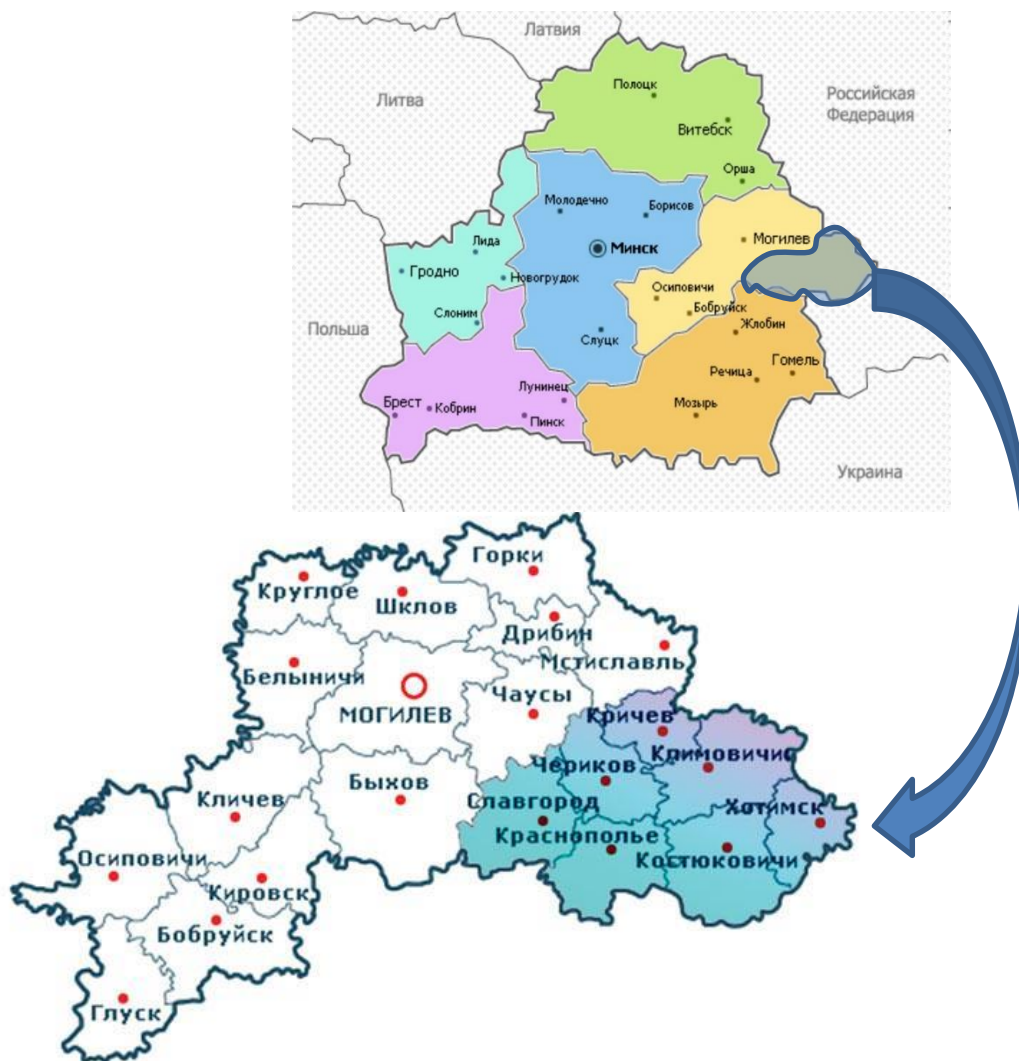 Латвия
Литва
Российская
Федерация
Полоцк
Витебск
Орша
Молодечно
Борисов
Могилев
Минск
Лида
Гродно
Новогрудок
Осиповичи
Бобруйск
Слоним
Польша
Слуцк
Жлобин
Гомель
Речица
Лунинец
Брест
Кобрин
Пинск
Мозырь
Украина
Горки
Круглое
Шклов
Дрибин
Мстиславль
Белыничи
Чаусы
МОГИЛЕВ
Кричев
Климовичи
Чериков
Быхов
Кличев
Славгород
Хотимск
Краснополье
Осиповичи
Костюковичи
Кировск
Бобруйск
Глуск